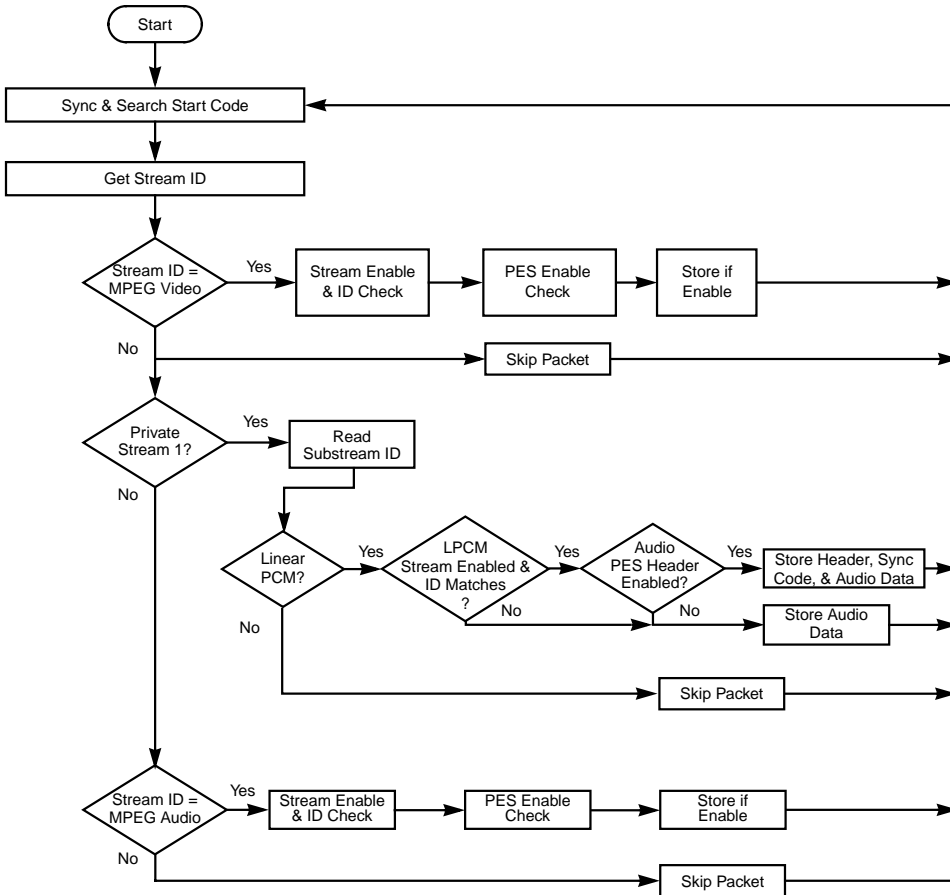 Start
Sync & Search Start Code
Get Stream ID
Stream ID =
MPEG Video
Yes
Stream Enable
& ID Check
PES Enable
Check
Store if
Enable
No
Skip Packet
Private
Stream 1?
Yes
Read
Substream ID
No
Linear
PCM?
Yes
LPCM
Stream Enabled &
ID Matches
?
Yes
Audio
PES Header
Enabled?
Yes
Store Header, Sync
Code, & Audio Data
No
No
Store Audio
Data
No
Skip Packet
Stream ID =
MPEG Audio
Yes
Stream Enable
& ID Check
PES Enable
Check
Store if
Enable
No
Skip Packet